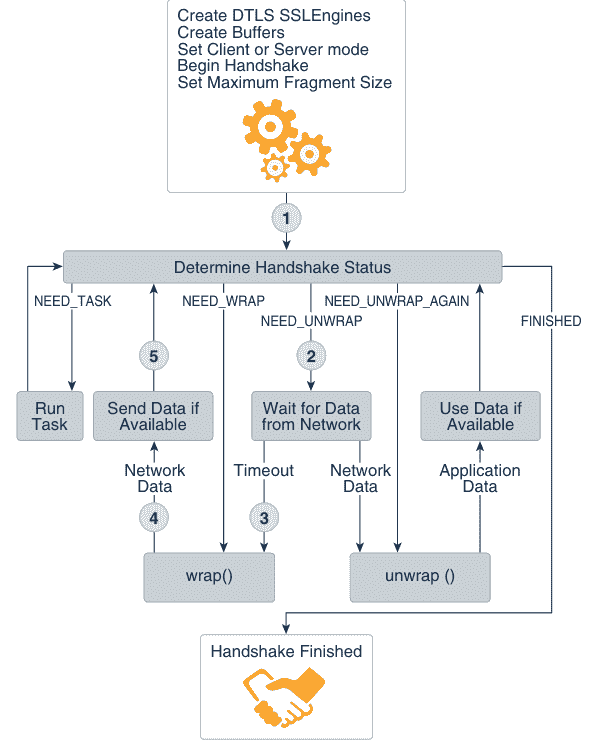 Create DTLS SSLEngines
Create Buffers
Set Client or Server mode
Begin Handshake
Set Maximum Fragment Size
1
Determine Handshake Status
NEED_TASK
NEED_WRAP
NEED_UNWRAP
NEED_UNWRAP_AGAIN
FINISHED
5
2
Run
Task
Send Data if
Available
Wait for Data
from Network
Use Data if
Available
Network
Data
Timeout
Network
Data
Application
Data
4
3
wrap()
unwrap ()
Handshake Finished